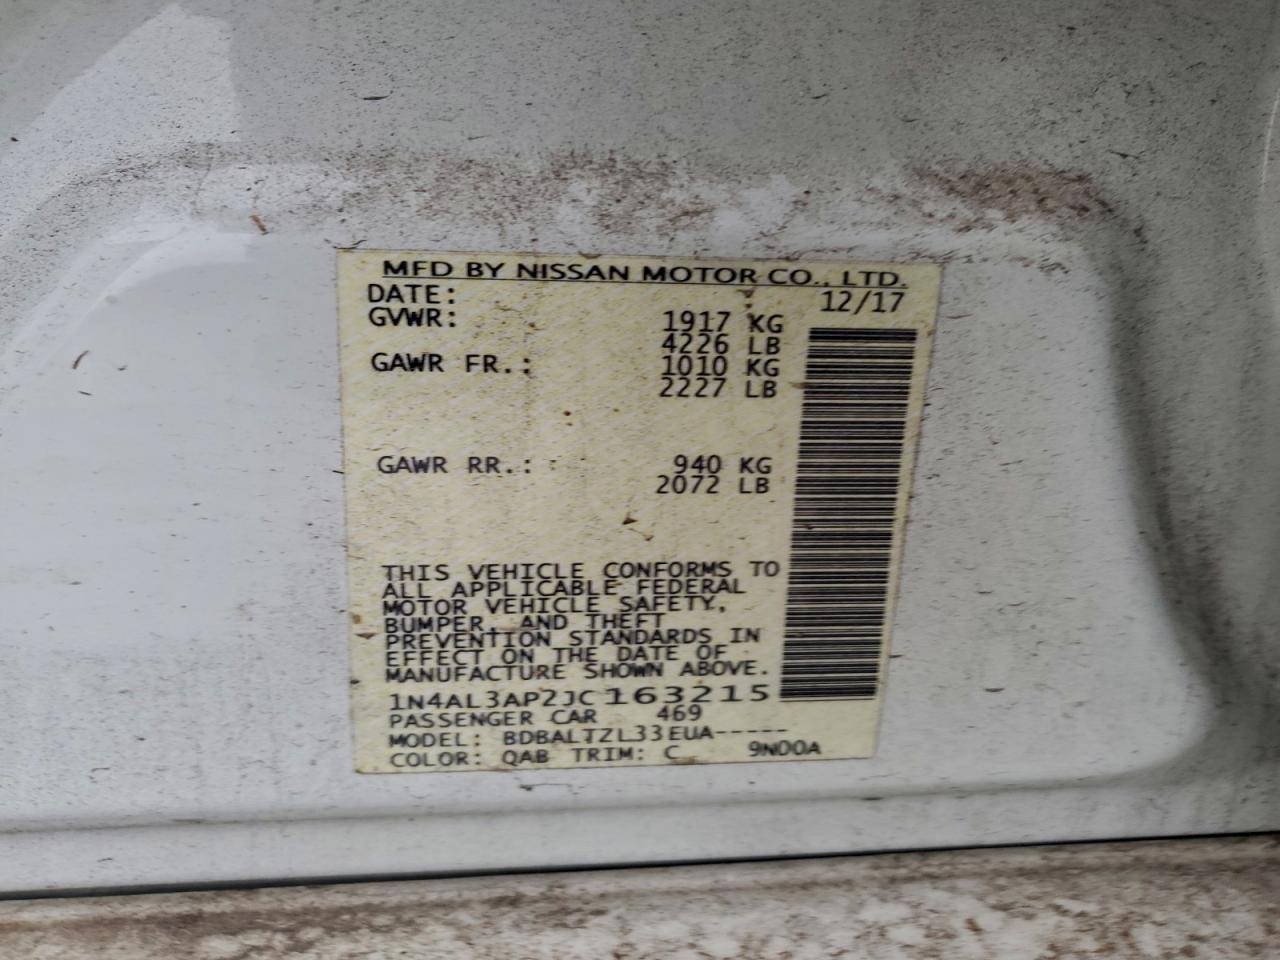 MFD BY NISSAN MOTOR CO., LTD.
DATE: 12/17
GVWR: 1917 KG
4226 LB
GAWR FR.: 1010 KG
2227 LB
GAWR RR.: 940 KG
2072 LB
THIS VEHICLE CONFORMS TO
ALL APPLICABLE FEDERAL
MOTOR VEHICLE SAFETY,
BUMPER, AND THEFT
PREVENTION STANDARDS IN
EFFECT ON THE DATE OF
MANUFACTURE SHOWN ABOVE.
1N4AL3AP2JC163215
PASSENGER CAR 469
MODEL: BDBALTZL33EUA-----
COLOR: QAB TRIM: C 9N00A